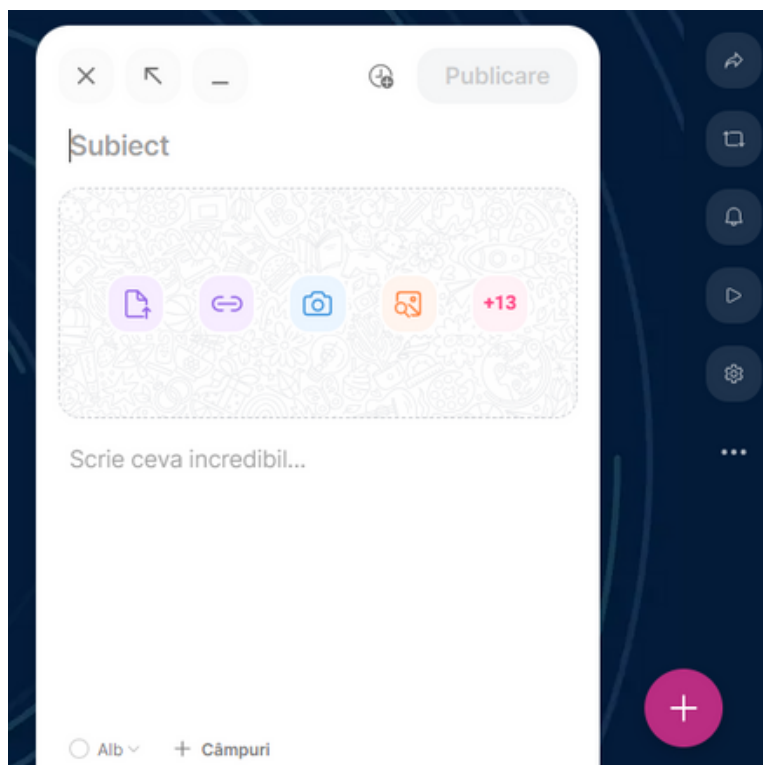 Publicare
Subiect
+13
Scrie ceva incredibil...
Alb
+ Câmpuri